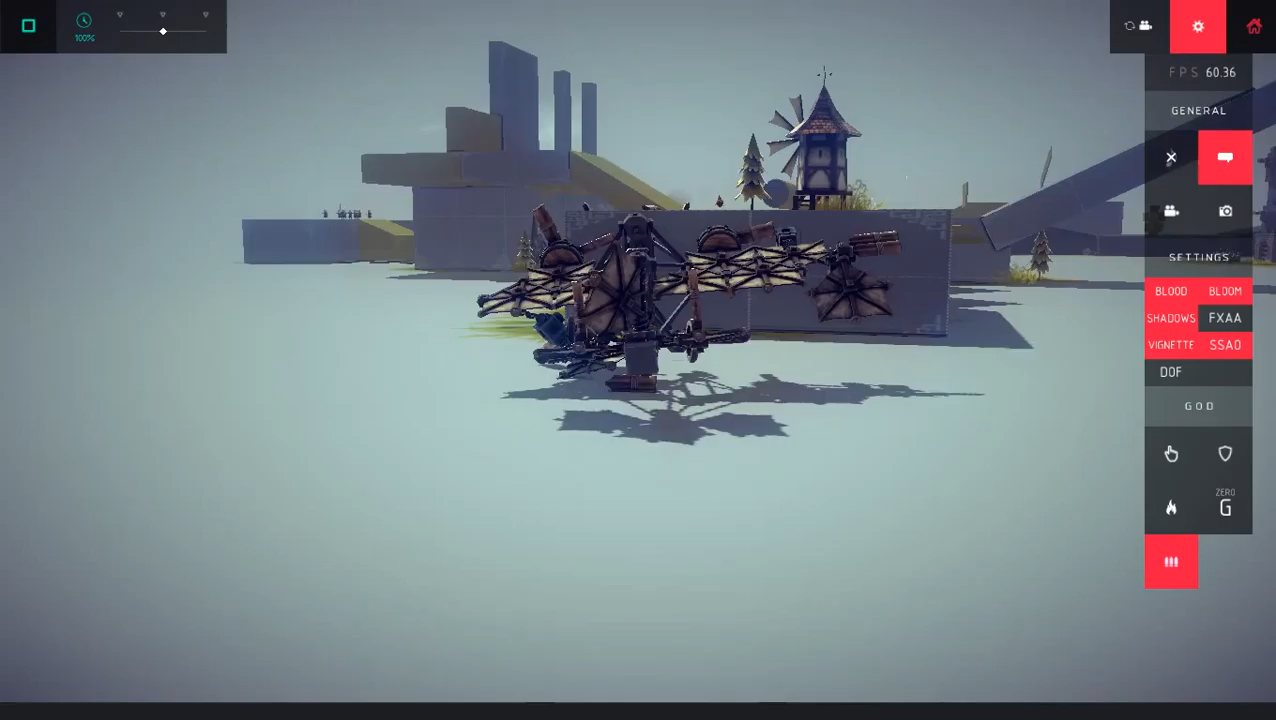 100%
FPS 60.36
GENERAL
SETTINGS
BLOOD BLOOM
SHADOWS FXAA
VIGNETTE SSAO
DOF
GOD
ZERO
G